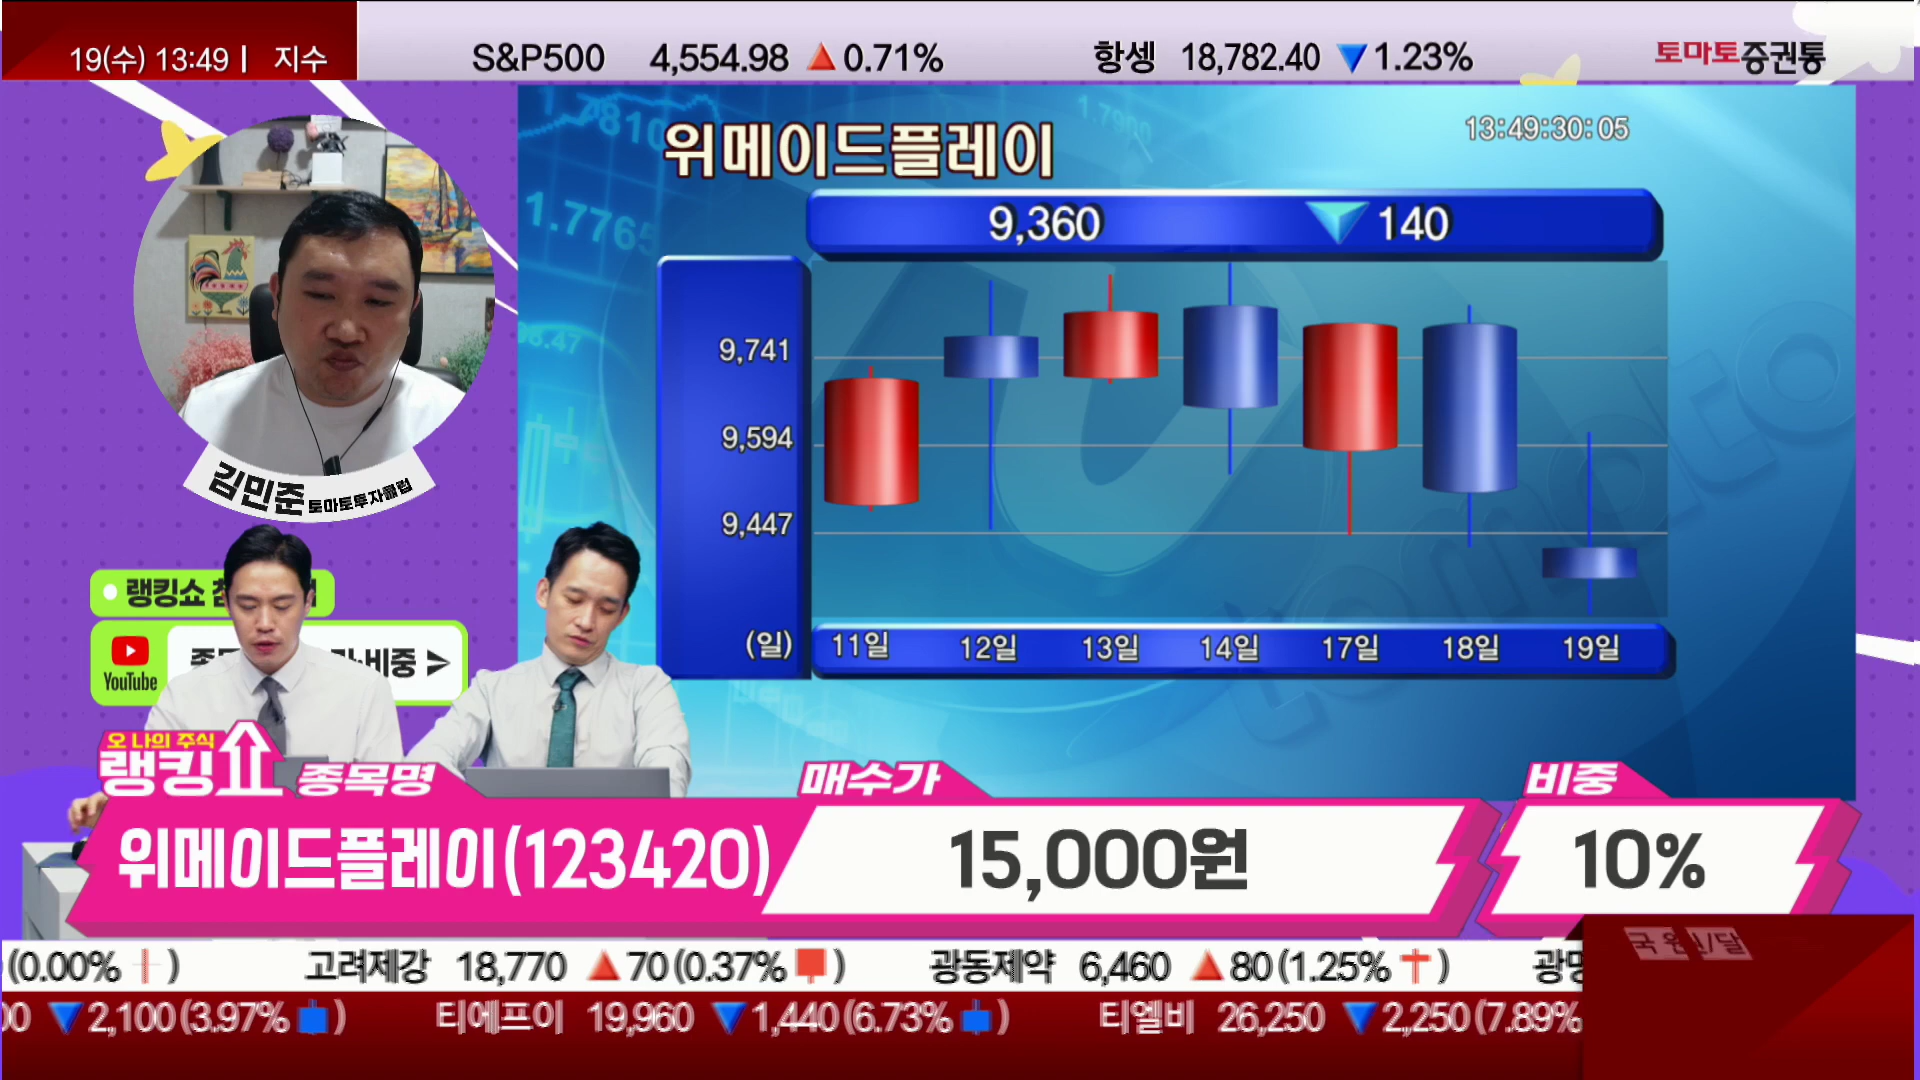 19(수) 13:49 | 지수 S&P500 4,554.98 ▲ 0.71% 항셍 18,782.40 ▼ 1.23% 토마토증권통
위메이드플레이
13:49:30:05
9,360 ▼ 140
9,741
9,594
9,447
(일) 11일 12일 13일 14일 17일 18일 19일
김민준 토마토투자클럽
랭킹쇼
YouTube
비중 ➤
오 나의 주식
랭킹쇼
종목명 매수가 비중
위메이드플레이(123420) 15,000원 10%
(0.00% ) 고려제강 18,770 ▲ 70(0.37% ) 광동제약 6,460 ▲ 80(1.25% )
▼ 2,100(3.97% ) 티에프이 19,960 ▼ 1,440(6.73% ) 티엘비 26,250 ▼ 2,250(7.89%